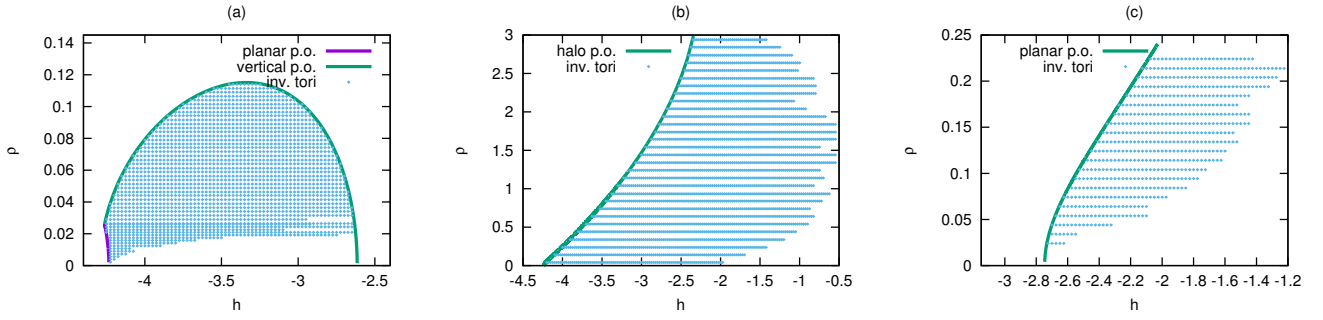 (a)
planar p.o.
vertical p.o.
inv. tori
0.14
0.12
0.1
0.08
0.06
0.04
0.02
0
ρ
-4
-3.5
-3
-2.5
h
(b)
halo p.o.
inv. tori
3
2.5
2
1.5
1
0.5
0
ρ
-4.5
-4
-3.5
-3
-2.5
-2
-1.5
-1
-0.5
h
(c)
planar p.o.
inv. tori
0.25
0.2
0.15
0.1
0.05
0
ρ
-3
-2.8
-2.6
-2.4
-2.2
-2
-1.8
-1.6
-1.4
-1.2
h